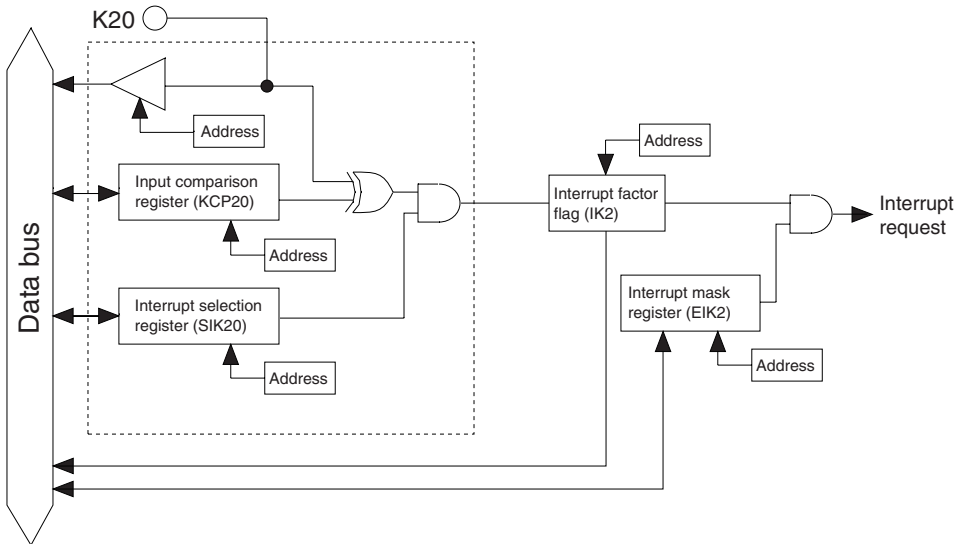 K20
Data bus
Address
Input comparison
register (KCP20)
Address
Interrupt selection
register (SIK20)
Address
Address
Interrupt factor
flag (IK2)
Interrupt
request
Interrupt mask
register (EIK2)
Address